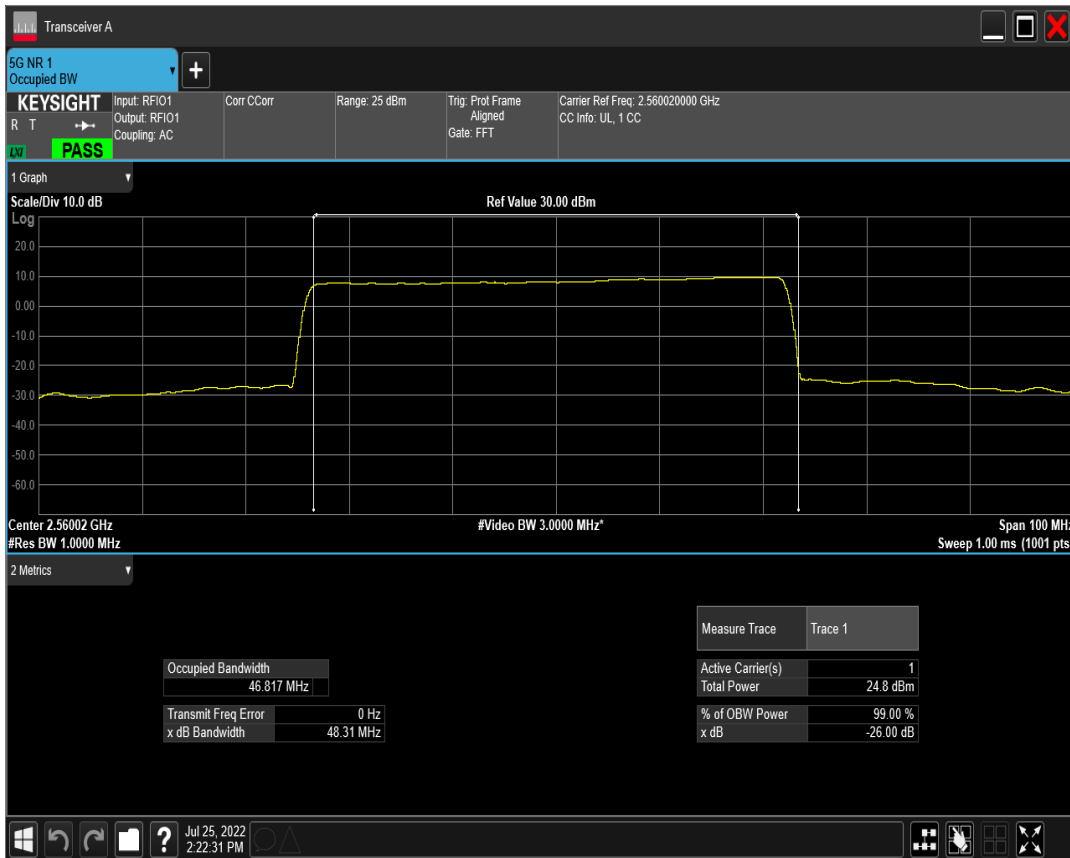 Transceiver A
5G NR 1
Occupied BW
+
KEYSIGHT
R T
LXI
PASS
Input: RFIO1
Output: RFIO1
Coupling: AC
Corr CCorr
Range: 25 dBm
Trig: Prot Frame
Aligned
Gate: FFT
Carrier Ref Freq: 2.560020000 GHz
CC Info: UL, 1 CC
1 Graph
Scale/Div 10.0 dB
Ref Value 30.00 dBm
Log
20.0
10.0
0.00
-10.0
-20.0
-30.0
-40.0
-50.0
-60.0
Center 2.56002 GHz
#Video BW 3.0000 MHz*
Span 100 MHz
#Res BW 1.0000 MHz
Sweep 1.00 ms (1001 pts
2 Metrics
Measure Trace Trace 1
Occupied Bandwidth
46.817 MHz
Active Carrier(s) 1
Total Power 24.8 dBm
Transmit Freq Error 0 Hz
x dB Bandwidth 48.31 MHz
% of OBW Power 99.00 %
x dB -26.00 dB
?
Jul 25, 2022
2:22:31 PM